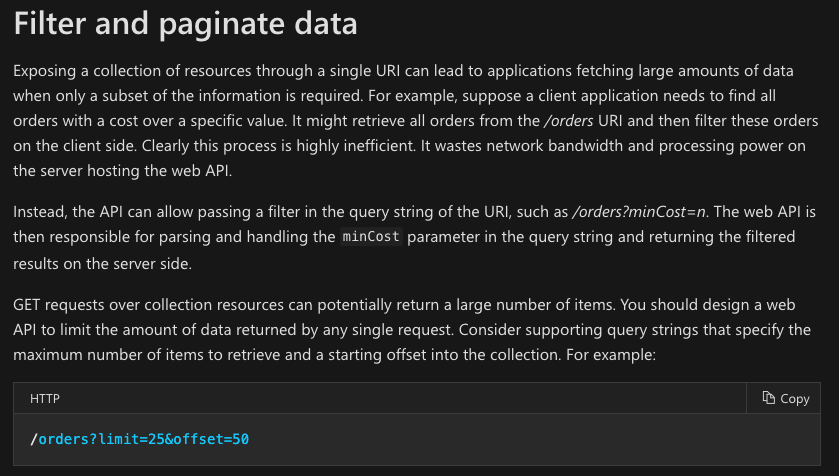 Filter and paginate data
Exposing a collection of resources through a single URI can lead to applications fetching large amounts of data
when only a subset of the information is required. For example, suppose a client application needs to find all
orders with a cost over a specific value. It might retrieve all orders from the /orders URI and then filter these orders
on the client side. Clearly this process is highly inefficient. It wastes network bandwidth and processing power on
the server hosting the web API.
Instead, the API can allow passing a filter in the query string of the URI, such as /orders?minCost=n. The web API is
then responsible for parsing and handling the minCost parameter in the query string and returning the filtered
results on the server side.
GET requests over collection resources can potentially return a large number of items. You should design a web
API to limit the amount of data returned by any single request. Consider supporting query strings that specify the
maximum number of items to retrieve and a starting offset into the collection. For example:
HTTP
Copy
/orders?limit=25&offset=50